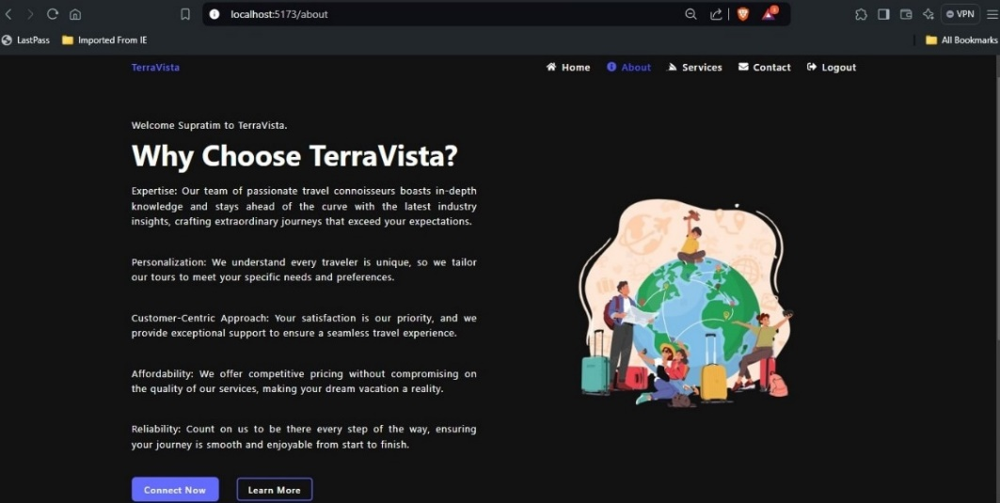 localhost:5173/about
VPN
LastPass Imported From IE All Bookmarks
TerraVista Home About Services Contact Logout
Welcome Supratim to TerraVista.
Why Choose TerraVista?
Expertise: Our team of passionate travel connoisseurs boasts in-depth
knowledge and stays ahead of the curve with the latest industry
insights, crafting extraordinary journeys that exceed your expectations.
Personalization: We understand every traveler is unique, so we tailor
our tours to meet your specific needs and preferences.
Customer-Centric Approach: Your satisfaction is our priority, and we
provide exceptional support to ensure a seamless travel experience.
Affordability: We offer competitive pricing without compromising on
the quality of our services, making your dream vacation a reality.
Reliability: Count on us to be there every step of the way, ensuring
your journey is smooth and enjoyable from start to finish.
Connect Now Learn More